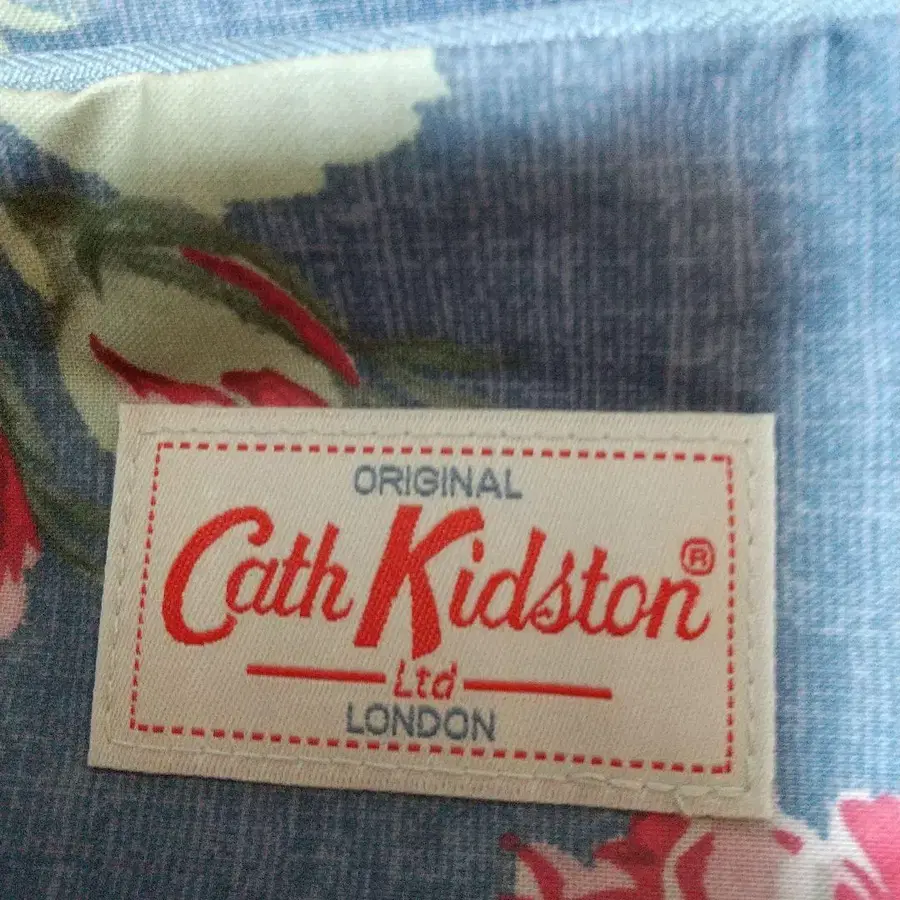 ORIGINAL
Cath Kidston®
Ltd
LONDON